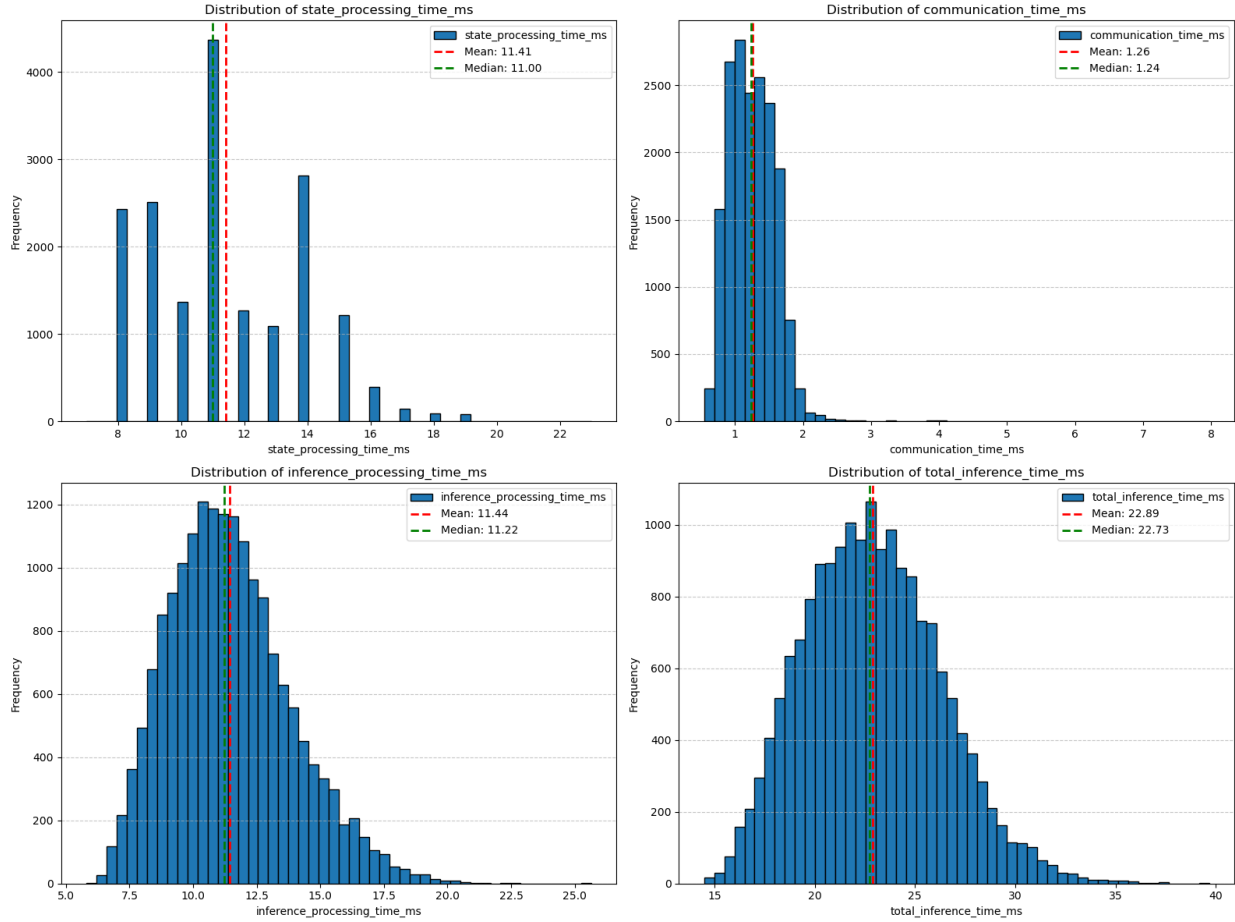 Distribution of state_processing_time_ms
state_processing_time_ms
Mean: 11.41
Median: 11.00
Frequency
4000
3000
2000
1000
0
8 10 12 14 16 18 20 22
state_processing_time_ms
Distribution of communication_time_ms
communication_time_ms
Mean: 1.26
Median: 1.24
Frequency
2500
2000
1500
1000
500
0
1 2 3 4 5 6 7 8
communication_time_ms
Distribution of inference_processing_time_ms
inference_processing_time_ms
Mean: 11.44
Median: 11.22
Frequency
1200
1000
800
600
400
200
0
5.0 7.5 10.0 12.5 15.0 17.5 20.0 22.5 25.0
inference_processing_time_ms
Distribution of total_inference_time_ms
total_inference_time_ms
Mean: 22.89
Median: 22.73
Frequency
1000
800
600
400
200
0
15 20 25 30 35 40
total_inference_time_ms